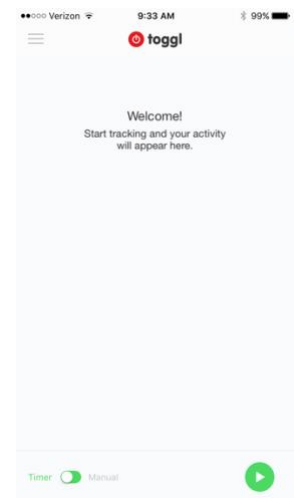 Verizon 9:33 AM 99%
toggl
Welcome!
Start tracking and your activity
will appear here.
Timer Manual